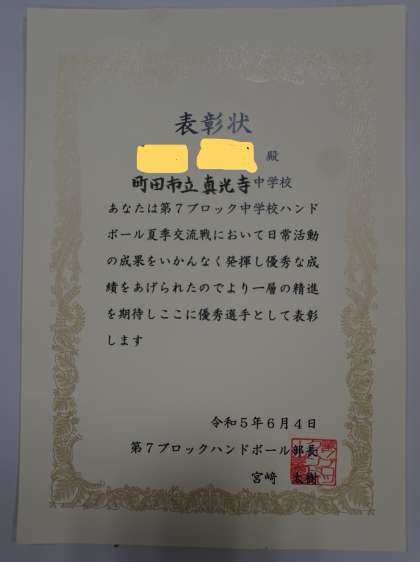 表彰状
殿
町田市立真光寺中学校
あなたは第７ブロック中学校ハンド
ボール夏季交流戦において日常活動
の成果をいかんなく発揮し優秀な成
績をあげられたのでより一層の精進
を期待しここに優秀選手として表彰
します
令和５年６月４日
第７ブロックハンドボール部長
宮﨑　太樹